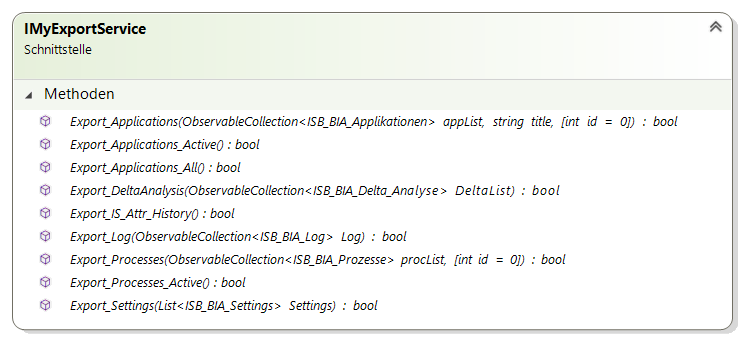 IMyExportService
Schnittstelle
Methoden
Export_Applications(ObservableCollection<ISB_BIA_Applikationen> appList, string title, [int id = 0]) : bool
Export_Applications_Active() : bool
Export_Applications_All() : bool
Export_DeltaAnalysis(ObservableCollection<ISB_BIA_Delta_Analyse> DeltaList) : bool
Export_IS_Attr_History() : bool
Export_Log(ObservableCollection<ISB_BIA_Log> Log) : bool
Export_Processes(ObservableCollection<ISB_BIA_Prozesse> procList, [int id = 0]) : bool
Export_Processes_Active() : bool
Export_Settings(List<ISB_BIA_Settings> Settings) : bool